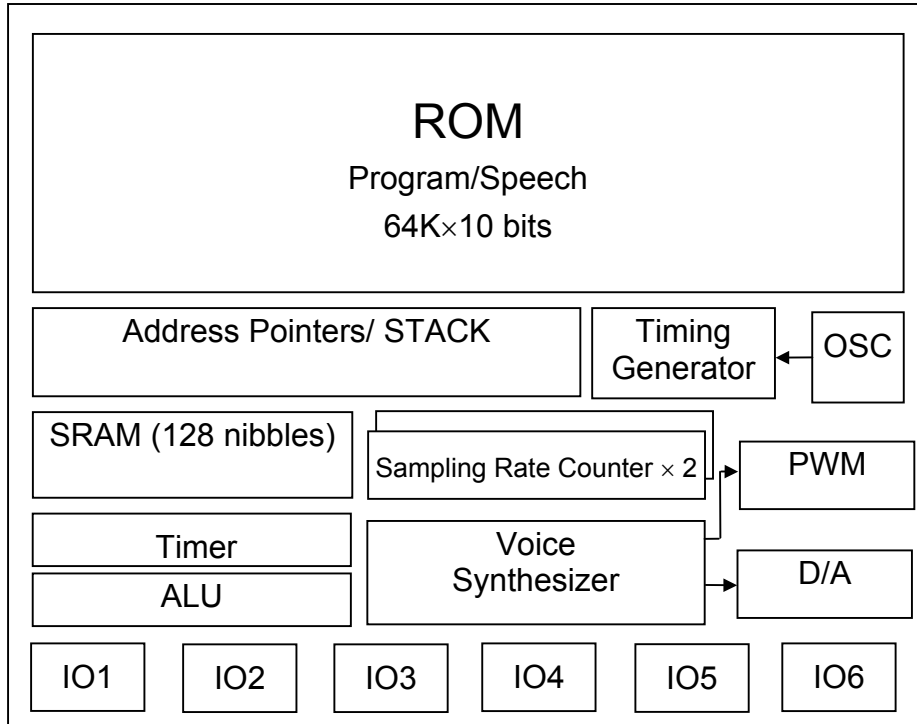 ROM
Program/Speech
64K×10 bits
Address Pointers/ STACK
Timing
Generator
OSC
SRAM (128 nibbles)
Sampling Rate Counter × 2
PWM
Timer
Voice
Synthesizer
D/A
ALU
IO1
IO2
IO3
IO4
IO5
IO6